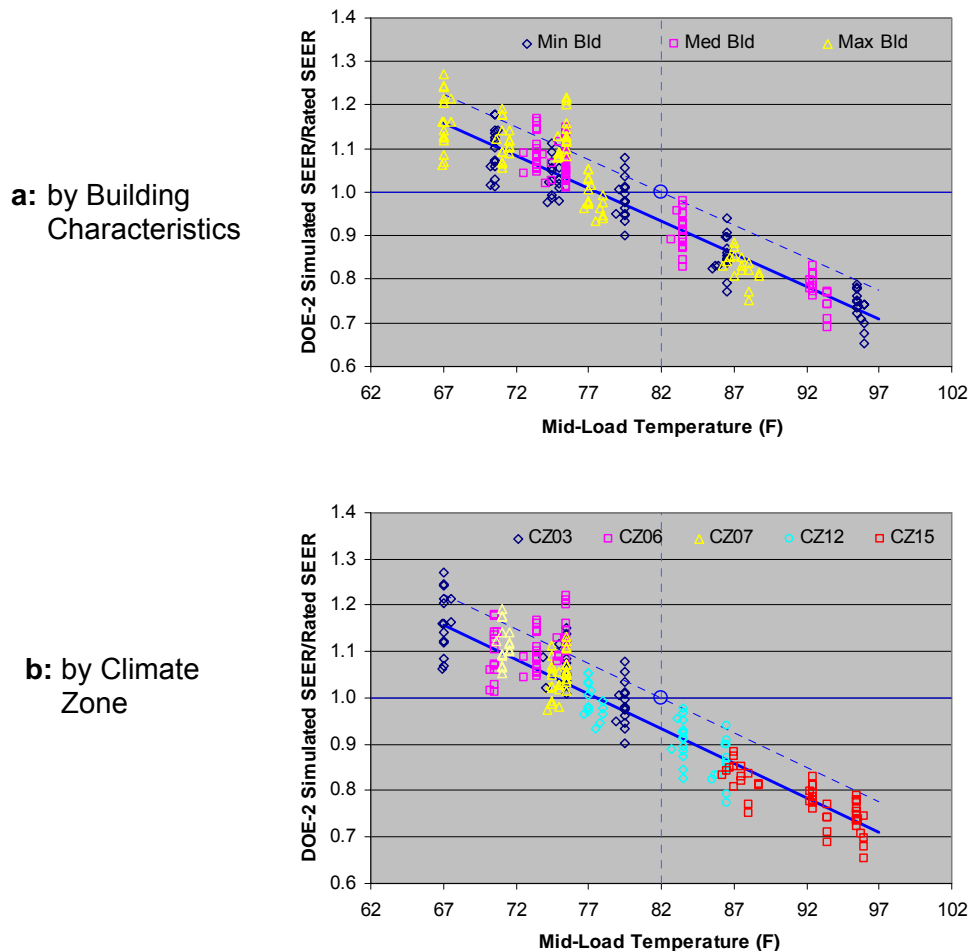 a: by Building
Characteristics
DOE-2 Simulated SEER/Rated SEER
1.4
1.3
1.2
1.1
1.0
0.9
0.8
0.7
0.6
Min Bld Med Bld Max Bld
62 67 72 77 82 87 92 97 102
Mid-Load Temperature (F)
b: by Climate
Zone
DOE-2 Simulated SEER/Rated SEER
1.4
1.3
1.2
1.1
1.0
0.9
0.8
0.7
0.6
CZ03 CZ06 CZ07 CZ12 CZ15
62 67 72 77 82 87 92 97 102
Mid-Load Temperature (F)